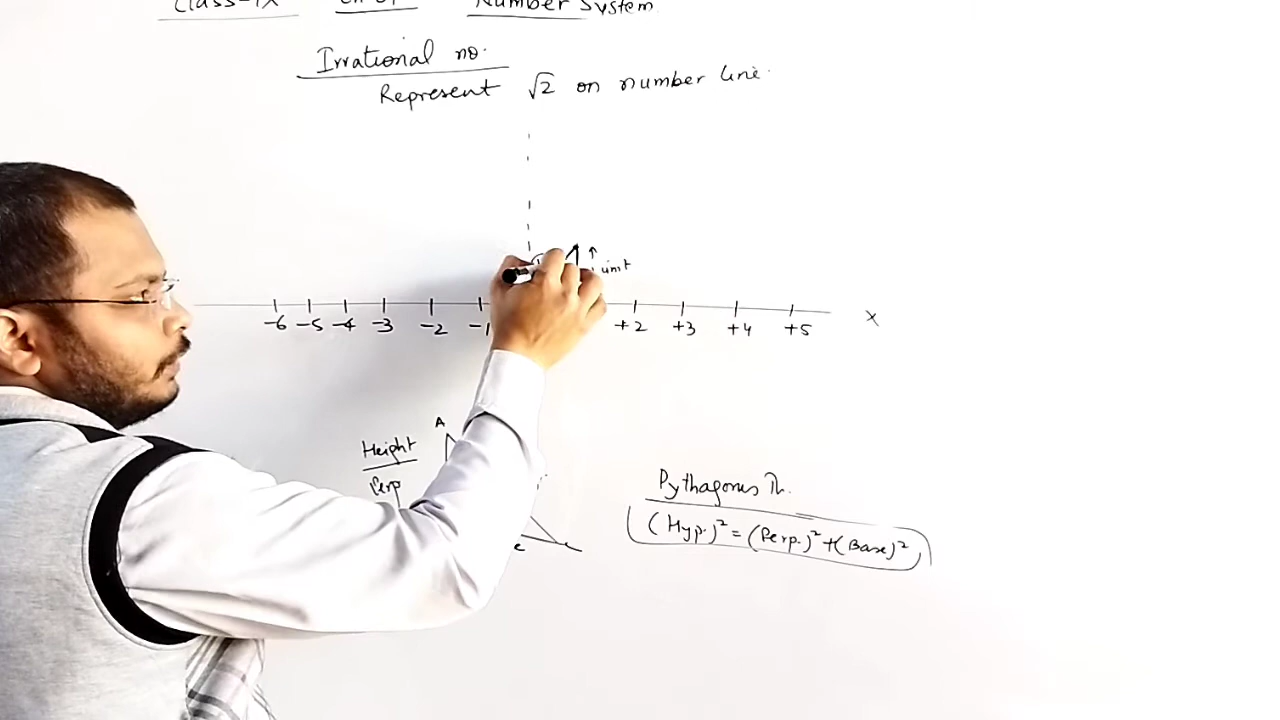 Class-IX Number System
Irrational no.
Represent √2 on number line.
↑
unit
-6 -5 -4 -3 -2 -1 +2 +3 +4 +5 X
A
Height
Perp
Pythagorus Th.
(Hyp.)² = (Perp.)² + (Base)²